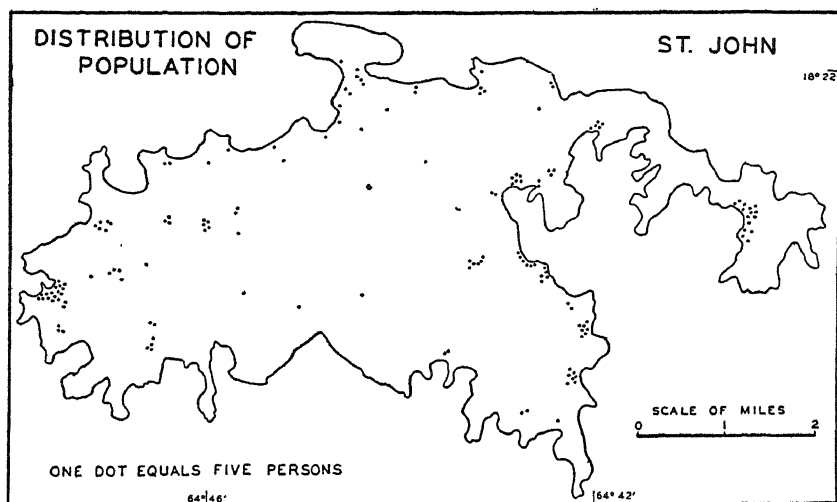 DISTRIBUTION OF
POPULATION
ST. JOHN
18° 22
SCALE OF MILES
0 1 2
ONE DOT EQUALS FIVE PERSONS
64° 46'
64° 42'